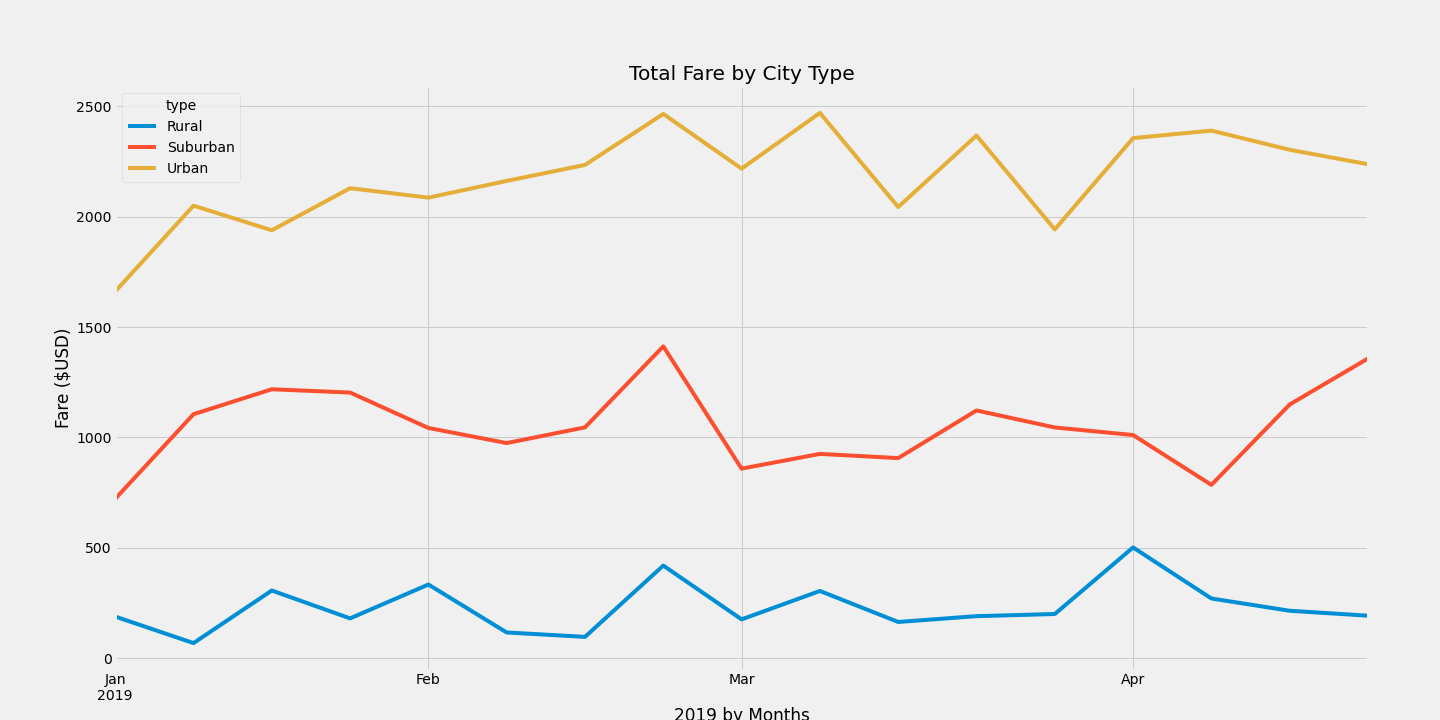 Total Fare by City Type
type
Rural
Suburban
Urban
Fare ($USD)
2500
2000
1500
1000
500
0
Jan Feb Mar Apr
2019
2019 by Months